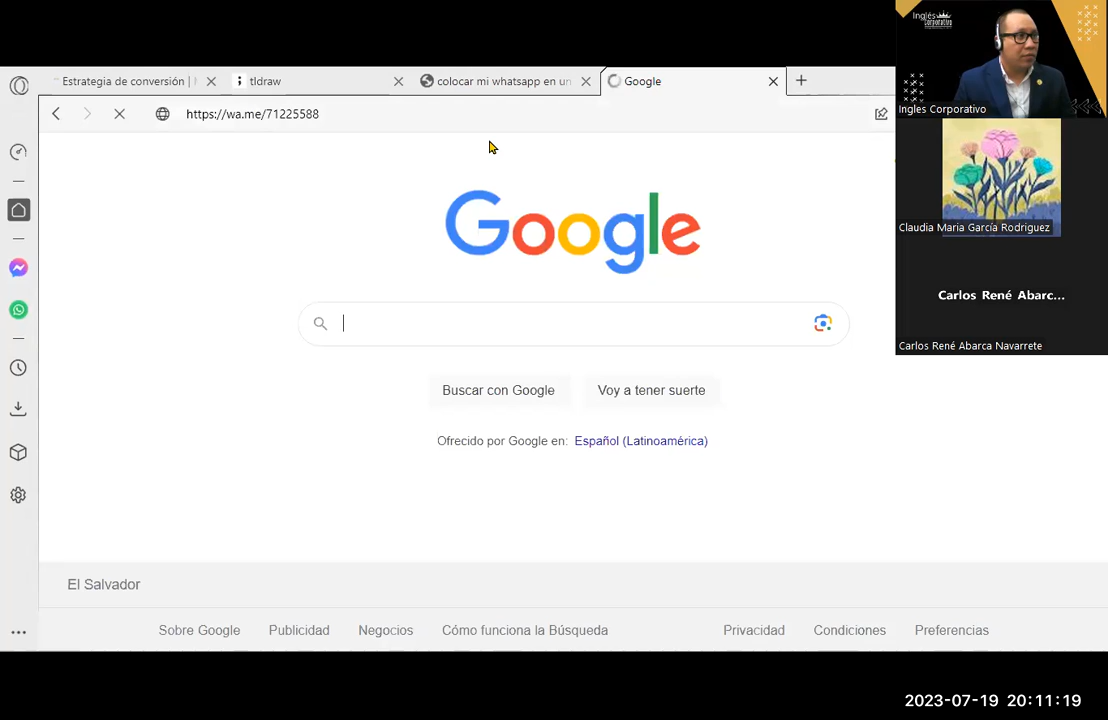 Estrategia de conversión |
tldraw
colocar mi whatsapp en un
Google
https://wa.me/71225588
Google
Buscar con Google
Voy a tener suerte
Ofrecido por Google en: Español (Latinoamérica)
El Salvador
Sobre Google
Publicidad
Negocios
Cómo funciona la Búsqueda
Privacidad
Condiciones
Preferencias
Inglés
Corporativo
Ingles Corporativo
Claudia Maria García Rodriguez
Carlos René Abarc...
Carlos René Abarca Navarrete
2023-07-19 20:11:19